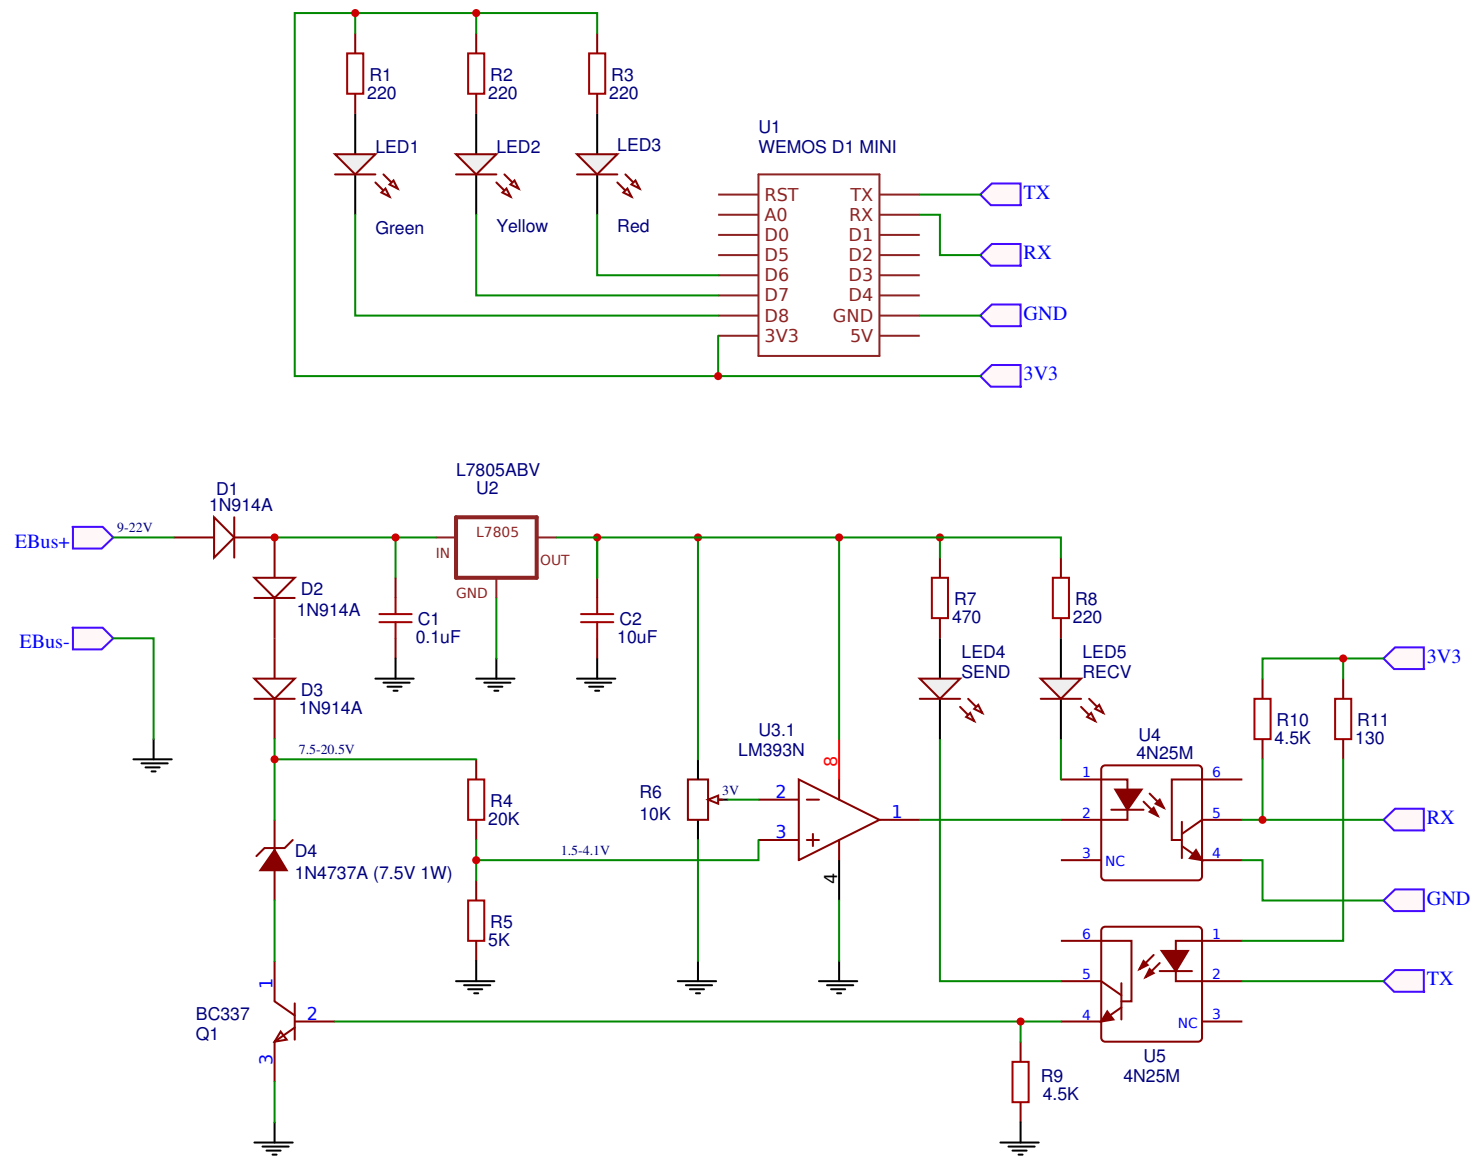 R1
220
R2
220
R3
220
LED1
LED2
LED3
Green
Yellow
Red
U1
WEMOS D1 MINI
RST
A0
D0
D5
D6
D7
D8
3V3
TX
RX
D1
D2
D3
D4
GND
5V
TX
RX
GND
3V3
EBus+
9-22V
EBus-
D1
1N914A
D2
1N914A
D3
1N914A
L7805ABV
U2
L7805
IN
OUT
GND
C1
0.1uF
C2
10uF
7.5-20.5V
R4
20K
1.5-4.1V
R5
5K
D4
1N4737A (7.5V 1W)
BC337
Q1
1
2
3
R6
10K
3V
U3.1
LM393N
2
3
8
4
1
R7
470
LED4
SEND
R8
220
LED5
RECV
U4
4N25M
1
2
3
NC
6
5
4
R10
4.5K
R11
130
3V3
RX
GND
TX
6
5
4
1
2
NC
3
U5
4N25M
R9
4.5K